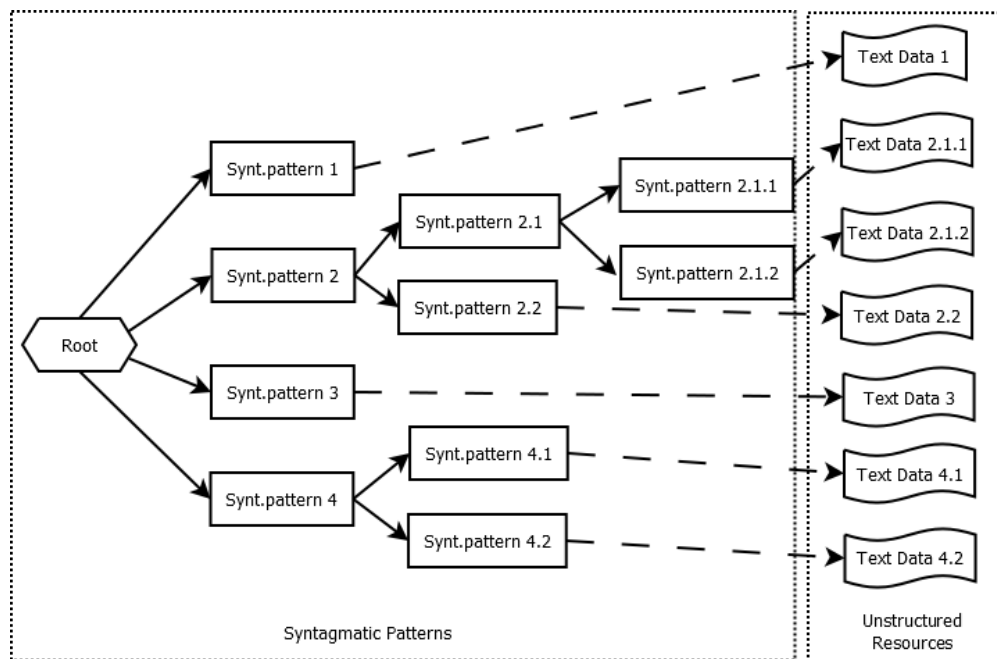 Text Data 1
Text Data 2.1.1
Synt.pattern 1
Synt.pattern 2.1.1
Synt.pattern 2.1
Text Data 2.1.2
Synt.pattern 2
Synt.pattern 2.1.2
Synt.pattern 2.2
Text Data 2.2
Root
Synt.pattern 3
Text Data 3
Synt.pattern 4.1
Text Data 4.1
Synt.pattern 4
Synt.pattern 4.2
Text Data 4.2
Syntagmatic Patterns
Unstructured
Resources